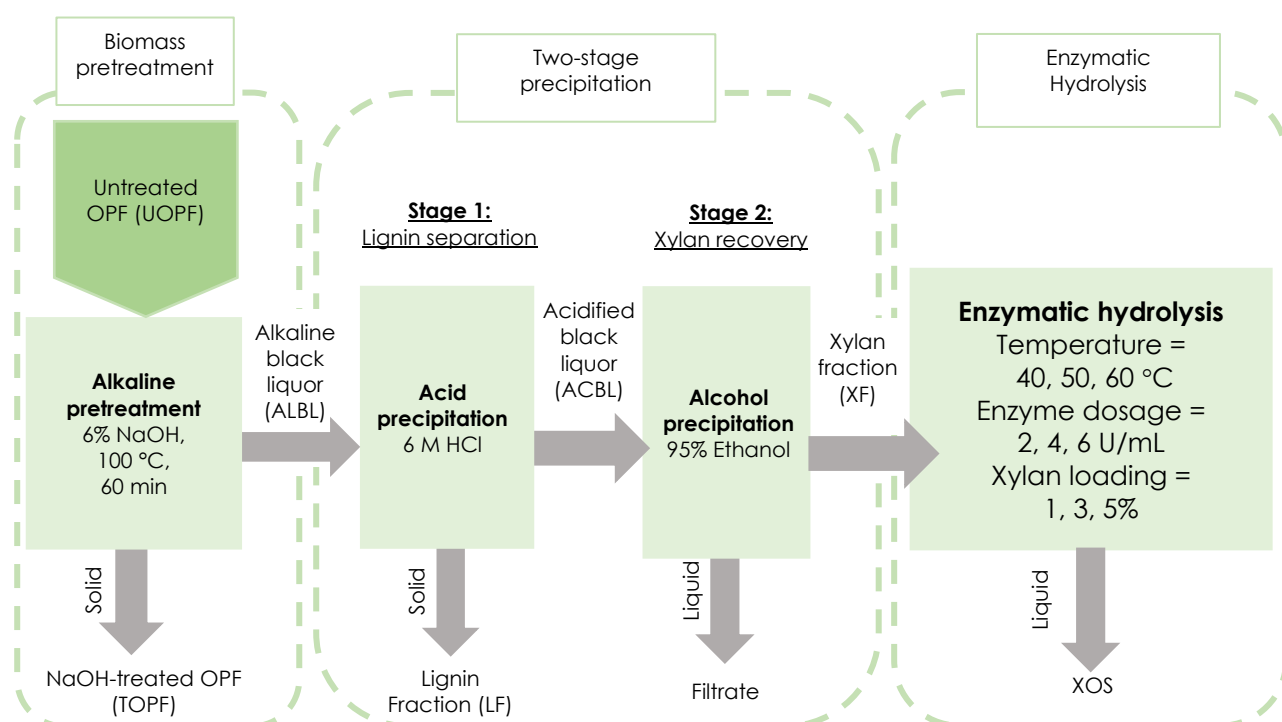 Biomass
pretreatment
Two-stage
precipitation
Enzymatic
Hydrolysis
Untreated
OPF (UOPF)
Stage 1:
Lignin separation
Stage 2:
Xylan recovery
Alkaline
pretreatment
6% NaOH,
100 °C,
60 min
Alkaline
black
liquor
(ALBL)
Acid
precipitation
6 M HCl
Acidified
black
liquor
(ACBL)
Alcohol
precipitation
95% Ethanol
Xylan
fraction
(XF)
Enzymatic hydrolysis
Temperature =
40, 50, 60 °C
Enzyme dosage =
2, 4, 6 U/mL
Xylan loading =
1, 3, 5%
Solid
Solid
Liquid
Liquid
NaOH-treated OPF
(TOPF)
Lignin
Fraction (LF)
Filtrate
XOS